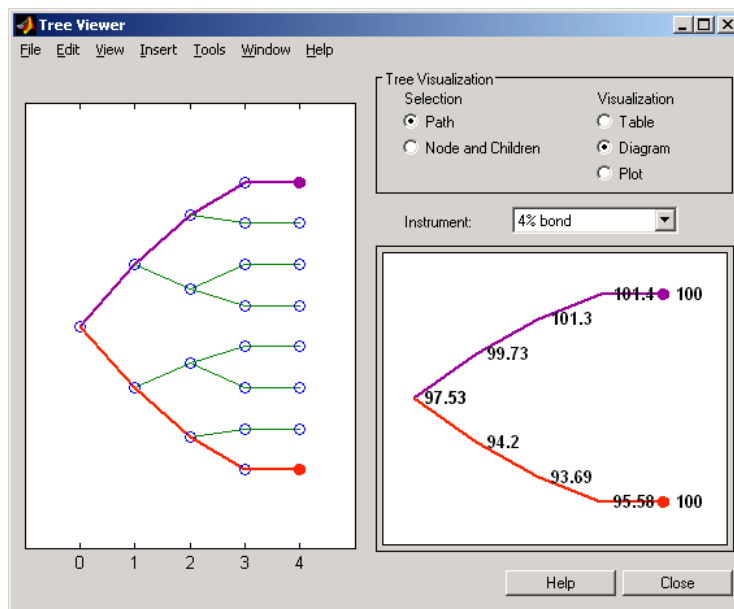 Tree Viewer
File Edit View Insert Tools Window Help
Tree Visualization
Selection Visualization
Path Table
Node and Children Diagram
Plot
Instrument: 4% bond
101.4 100
101.3
99.73
97.53
94.2
93.69
95.58 100
0 1 2 3 4
Help Close